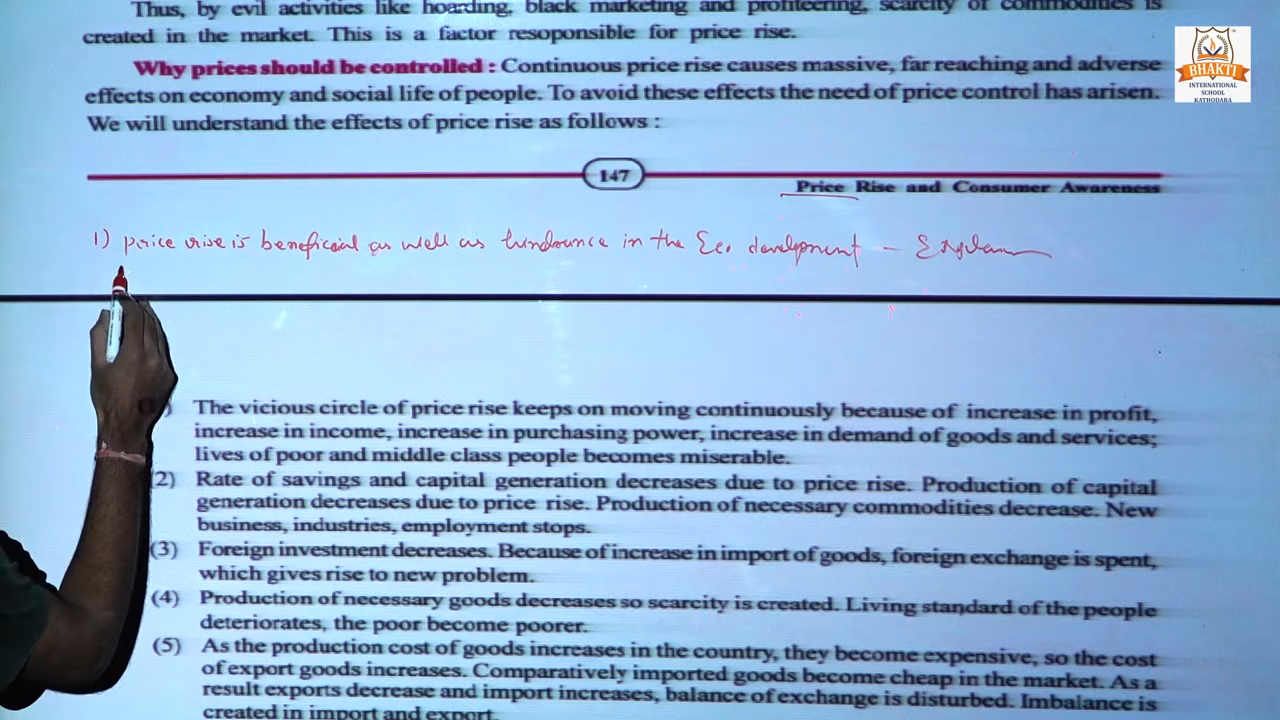 Thus, by evil activities like hoarding, black marketing and profiteering, scarcity of commodities is
created in the market. This is a factor resoponsible for price rise.
Why prices should be controlled : Continuous price rise causes massive, far reaching and adverse
effects on economy and social life of people. To avoid these effects the need of price control has arisen.
We will understand the effects of price rise as follows :
BHAKTI
INTERNATIONAL
SCHOOL
KATHODARA
147
Price Rise and Consumer Awareness
1) price rise is beneficial as well as hindrance in the Eco development - Explain
The vicious circle of price rise keeps on moving continuously because of increase in profit,
increase in income, increase in purchasing power, increase in demand of goods and services;
lives of poor and middle class people becomes miserable.
(2) Rate of savings and capital generation decreases due to price rise. Production of capital
generation decreases due to price rise. Production of necessary commodities decrease. New
business, industries, employment stops.
(3) Foreign investment decreases. Because of increase in import of goods, foreign exchange is spent,
which gives rise to new problem.
(4) Production of necessary goods decreases so scarcity is created. Living standard of the people
deteriorates, the poor become poorer.
(5) As the production cost of goods increases in the country, they become expensive, so the cost
of export goods increases. Comparatively imported goods become cheap in the market. As a
result exports decrease and import increases, balance of exchange is disturbed. Imbalance is
created in import and export.